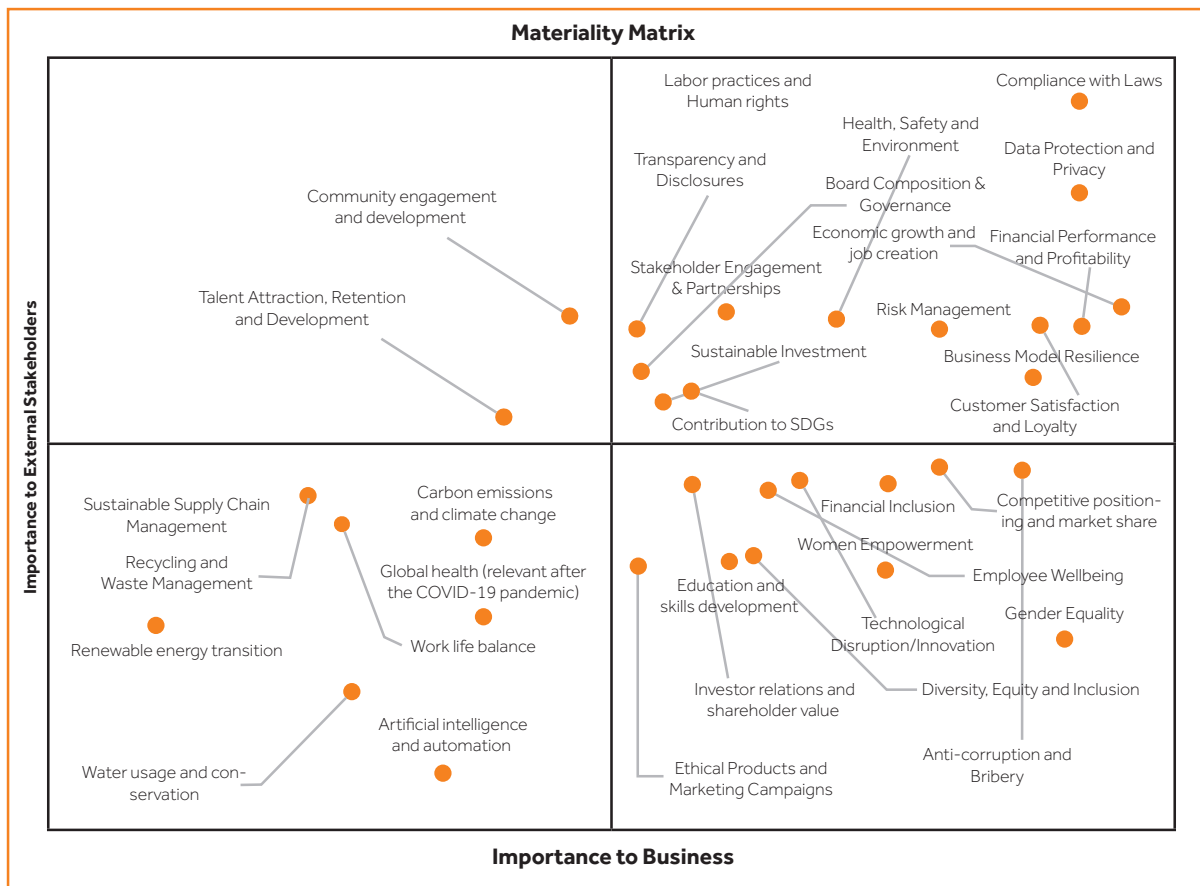 Materiality Matrix
Importance to External Stakeholders
Community engagement
and development
Talent Attraction, Retention
and Development
Labor practices and
Human rights
Compliance with Laws
Health, Safety and
Environment
Data Protection and
Privacy
Transparency and
Disclosures
Board Composition &
Governance
Economic growth and
job creation
Financial Performance
and Profitability
Stakeholder Engagement
& Partnerships
Risk Management
Sustainable Investment
Business Model Resilience
Contribution to SDGs
Customer Satisfaction
and Loyalty
Sustainable Supply Chain
Management
Carbon emissions
and climate change
Recycling and
Waste Management
Global health (relevant after
the COVID-19 pandemic)
Renewable energy transition
Work life balance
Artificial intelligence
and automation
Water usage and con-
servation
Financial Inclusion
Competitive position-
ing and market share
Women Empowerment
Employee Wellbeing
Education and
skills development
Gender Equality
Technological
Disruption/Innovation
Investor relations and
shareholder value
Diversity, Equity and Inclusion
Anti-corruption and
Bribery
Ethical Products and
Marketing Campaigns
Importance to Business